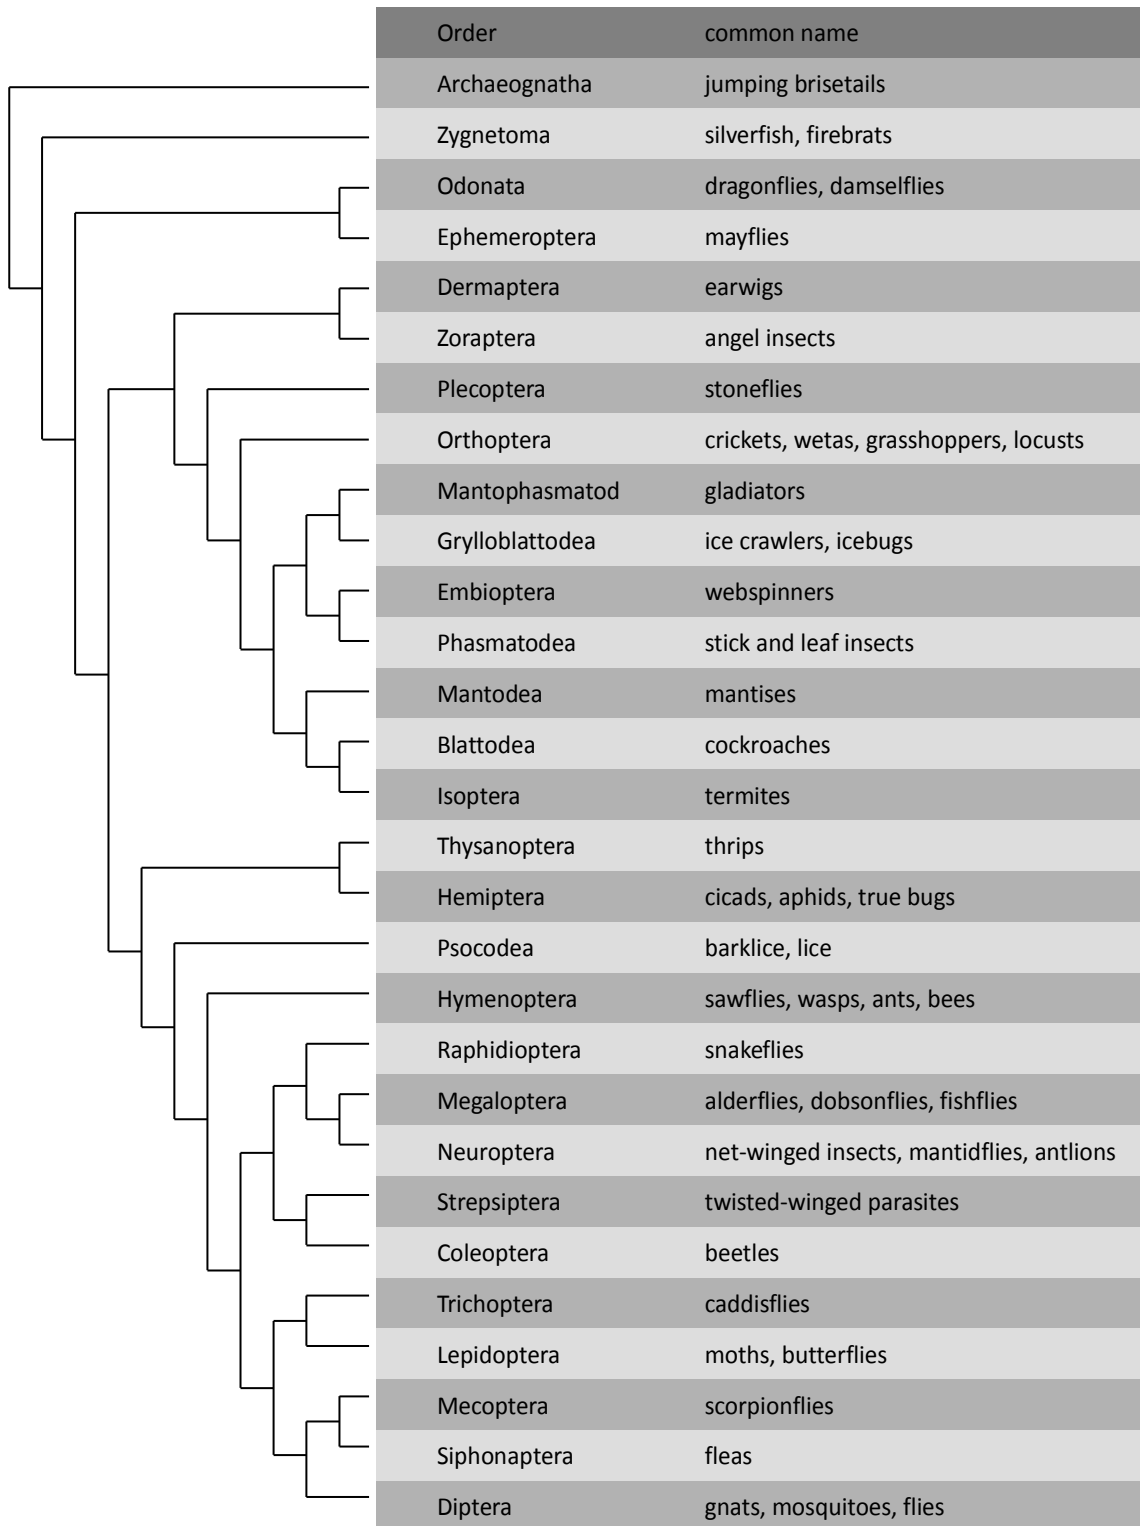 Order common name
Archaeognatha jumping brisetails
Zygnetoma silverfish, firebrats
Odonata dragonflies, damselflies
Ephemeroptera mayflies
Dermaptera earwigs
Zoraptera angel insects
Plecoptera stoneflies
Orthoptera crickets, wetas, grasshoppers, locusts
Mantophasmatod gladiators
Grylloblattodea ice crawlers, icebugs
Embioptera webspinners
Phasmatodea stick and leaf insects
Mantodea mantises
Blattodea cockroaches
Isoptera termites
Thysanoptera thrips
Hemiptera cicads, aphids, true bugs
Psocodea barklice, lice
Hymenoptera sawflies, wasps, ants, bees
Raphidioptera snakeflies
Megaloptera alderflies, dobsonflies, fishflies
Neuroptera net-winged insects, mantidflies, antlions
Strepsiptera twisted-winged parasites
Coleoptera beetles
Trichoptera caddisflies
Lepidoptera moths, butterflies
Mecoptera scorpionflies
Siphonaptera fleas
Diptera gnats, mosquitoes, flies